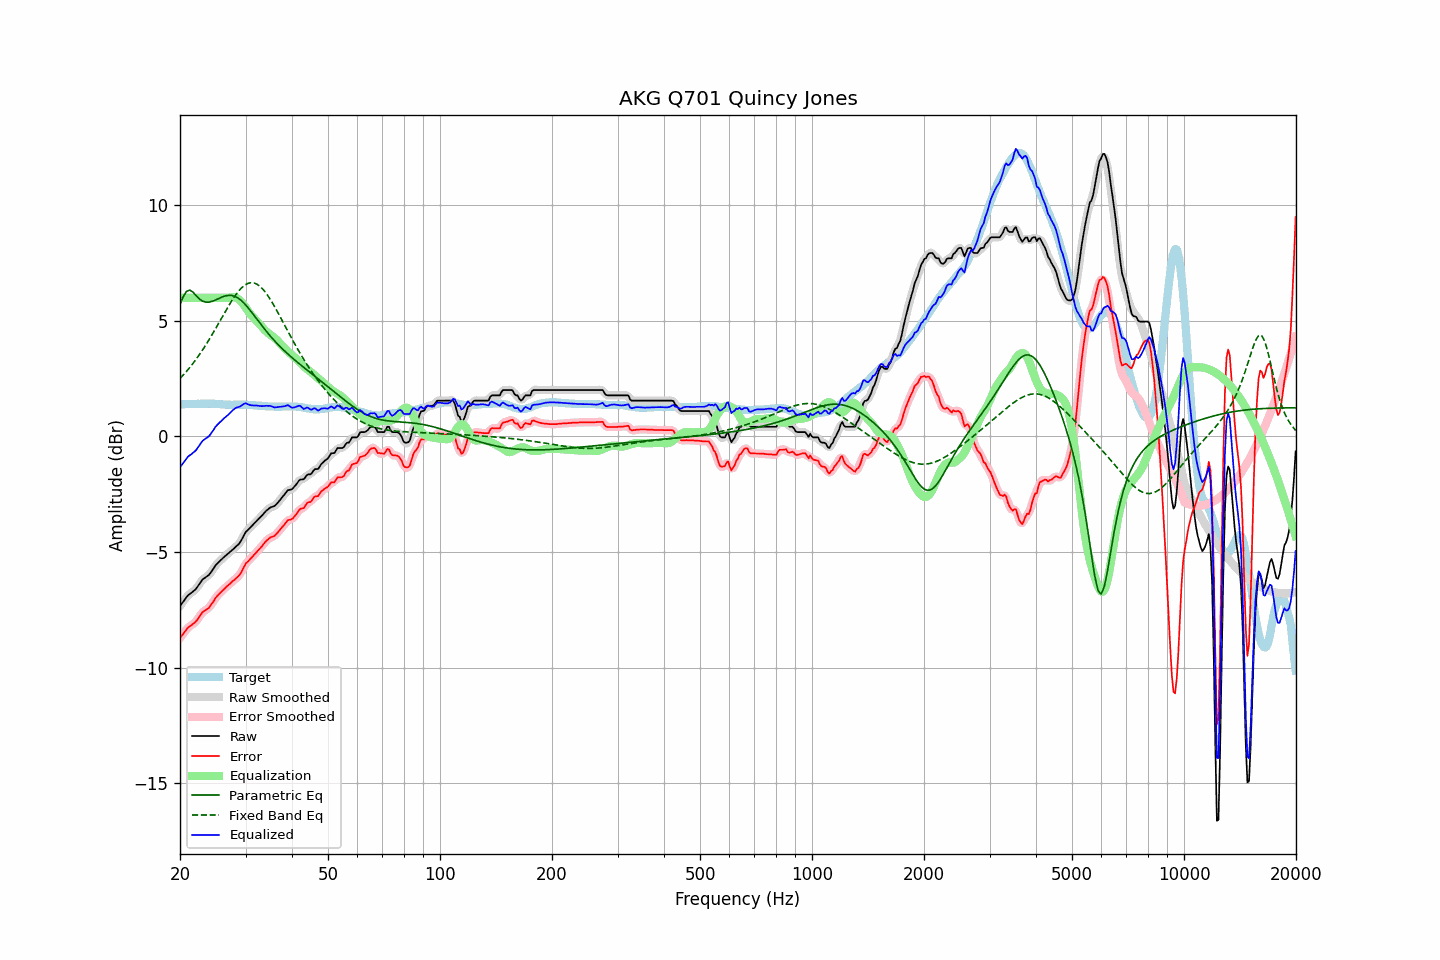 AKG Q701 Quincy Jones
Amplitude (dBr)
10
5
0
−5
−10
−15
Target
Raw Smoothed
Error Smoothed
Raw
Error
Equalization
Parametric Eq
Fixed Band Eq
Equalized
20 50 100 200 500 1000 2000 5000 10000 20000
Frequency (Hz)